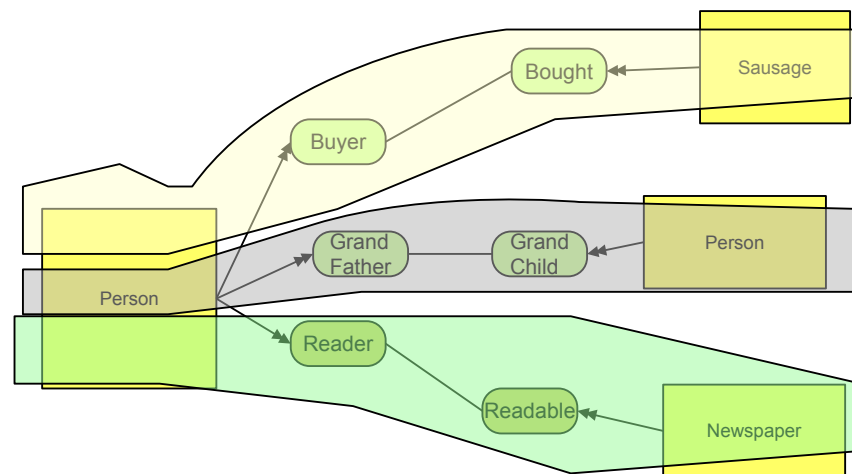 Sausage
Bought
Buyer
Person
Grand
Father
Grand
Child
Person
Reader
Readable
Newspaper